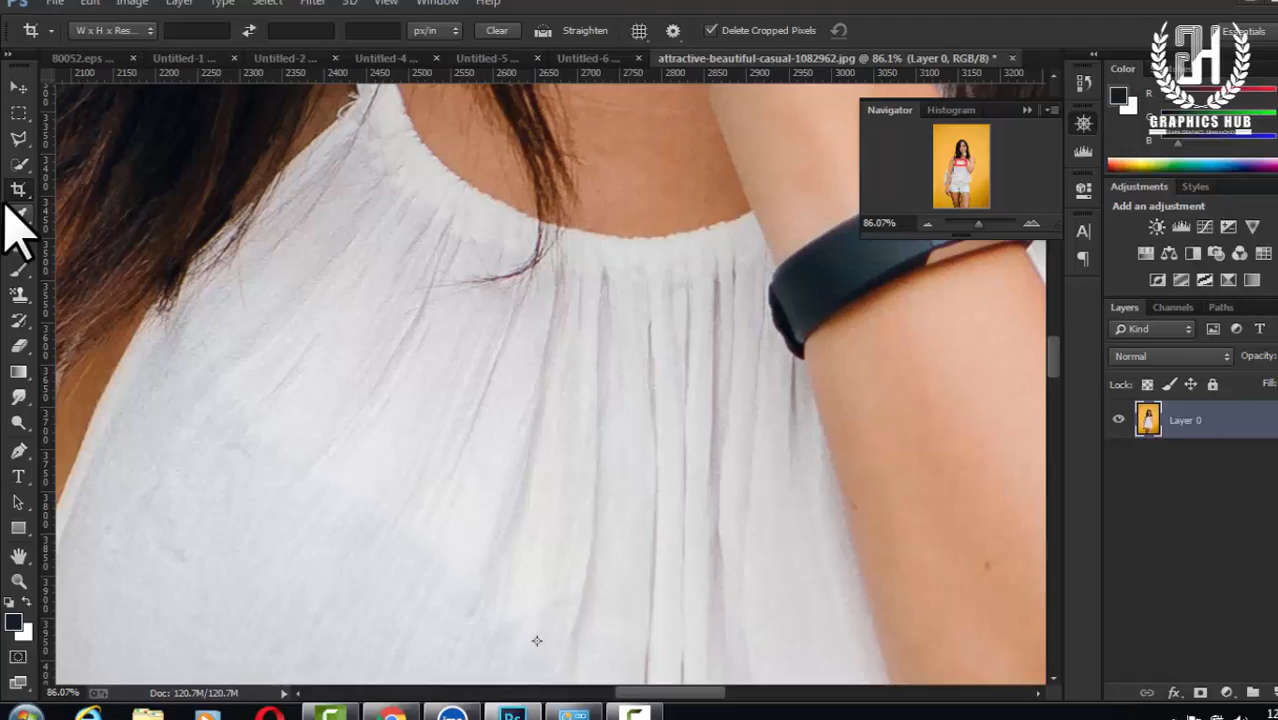 PS File Edit Image Layer Type Select Filter 3D View Window Help
W x H x Res... px/in Clear Straighten Delete Cropped Pixels Essentials
80052.eps ... × Untitled-1 ... × Untitled-2 ... × Untitled-4 ... × Untitled-5 ... × Untitled-6 ... × attractive-beautiful-casual-1082962.jpg @ 86.1% (Layer 0, RGB/8) * ×
2100 2150 2200 2250 2300 2350 2400 2450 2500 2550 2600 2650 2700 2750 2800 2850 2900 2950 3000 3050 3100 3150 3200
Color
R
GRAPHICS HUB
B
Navigator Histogram
86.07%
Adjustments Styles
Add an adjustment
Layers Channels Paths
Kind
Normal Opacity:
Lock: Fill:
Layer 0
86.07% Doc: 120.7M/120.7M